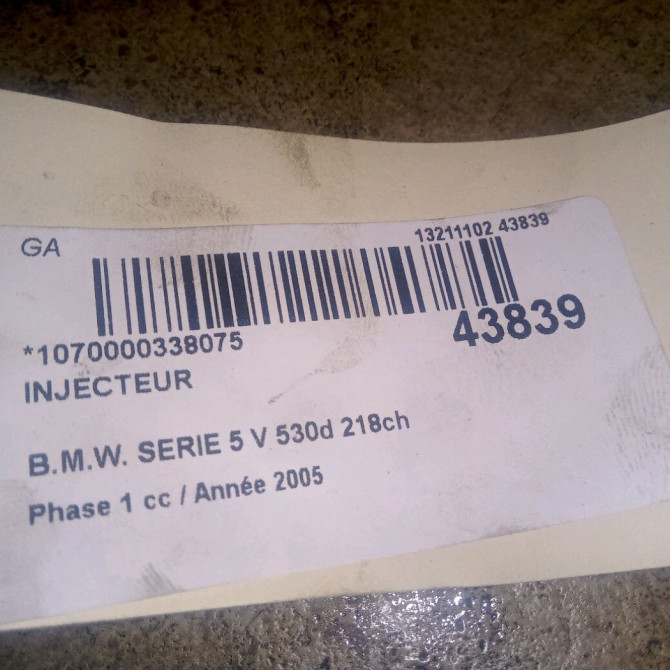 GA
13211102 43839
*1070000338075
43839
INJECTEUR
B.M.W. SERIE 5 V 530d 218ch
Phase 1 cc / Année 2005